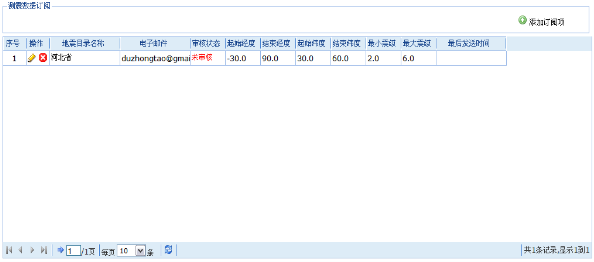 测震数据订阅
添加订阅项
序号 操作 地震目录名称 电子邮件 审核状态 起始经度 结束经度 起始纬度 结束纬度 最小震级 最大震级 最后发送时间
1 河北省 duzhongtao@gmai 未审核 -30.0 90.0 30.0 60.0 2.0 6.0
1 /1页 每页 10 条 共1条记录,显示1到1